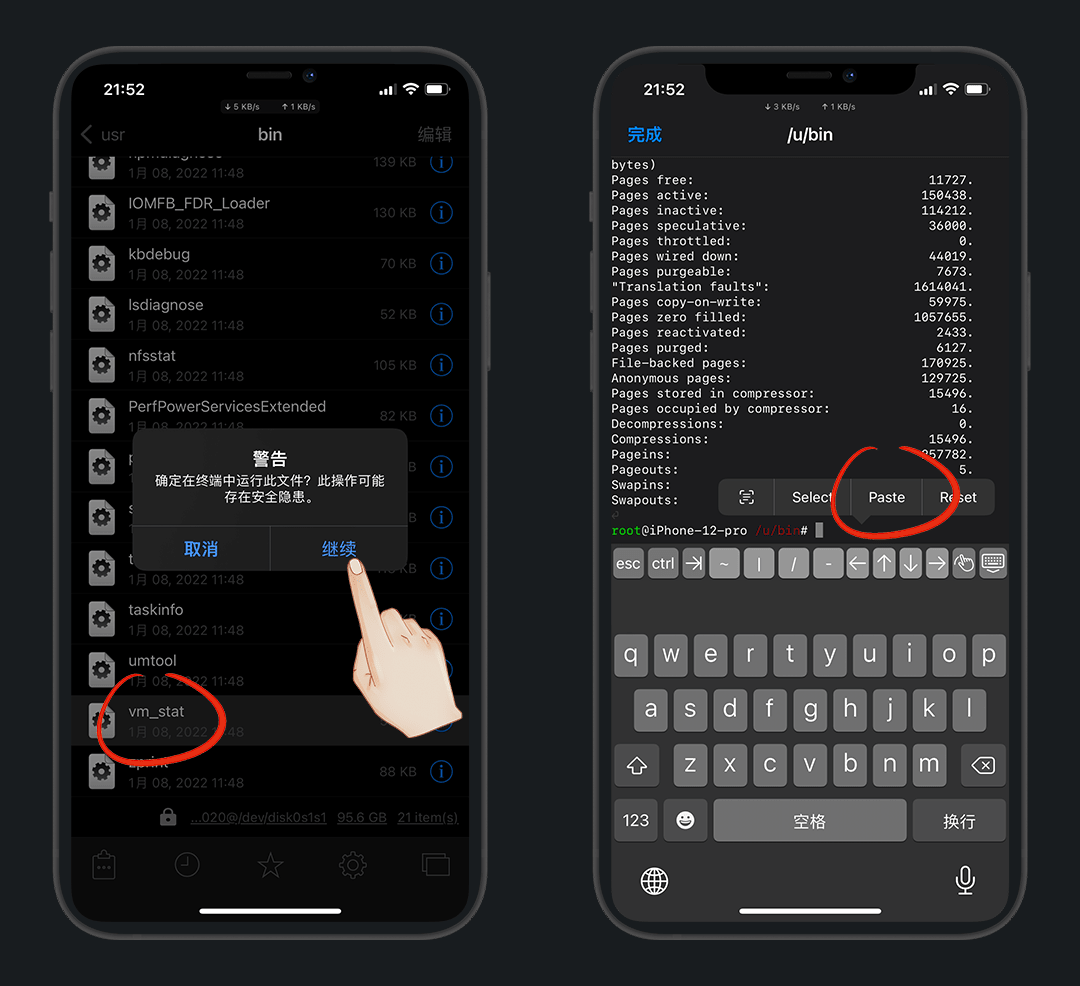 21:52
↓ 5 KB/s ↑ 1 KB/s
usr bin 编辑
139 KB
1月 08, 2022 11:48
IOMFB_FDR_Loader
130 KB
1月 08, 2022 11:48
kbdebug
70 KB
1月 08, 2022 11:48
lsdiagnose
52 KB
1月 08, 2022 11:48
nfsstat
105 KB
1月 08, 2022 11:48
PerfPowerServicesExtended
82 KB
1月 08, 2022 11:48
警告
确定在终端中运行此文件？此操作可能
存在安全隐患。
取消 继续
taskinfo
1月 08, 2022 11:48
umtool
1月 08, 2022 11:48
vm_stat
1月 08, 2022 11:48
zprint
88 KB
1月 08, 2022 11:48
...020@/dev/disk0s1s1 95.6 GB 21 item(s)
21:52
↓ 3 KB/s ↑ 1 KB/s
完成 /u/bin
bytes)
Pages free: 11727.
Pages active: 150438.
Pages inactive: 114212.
Pages speculative: 36000.
Pages throttled: 0.
Pages wired down: 44019.
Pages purgeable: 7673.
"Translation faults": 1614041.
Pages copy-on-write: 59975.
Pages zero filled: 1057655.
Pages reactivated: 2433.
Pages purged: 6127.
File-backed pages: 170925.
Anonymous pages: 129725.
Pages stored in compressor: 15496.
Pages occupied by compressor: 16.
Decompressions: 0.
Compressions: 15496.
Pageins: 257782.
Pageouts: 5.
Swapins:
Swapouts:
Select Paste Reset
root@iPhone-12-pro /u/bin#
esc ctrl →| ~ | / - ← ↑ ↓ →
q w e r t y u i o p
a s d f g h j k l
z x c v b n m
123 空格 换行